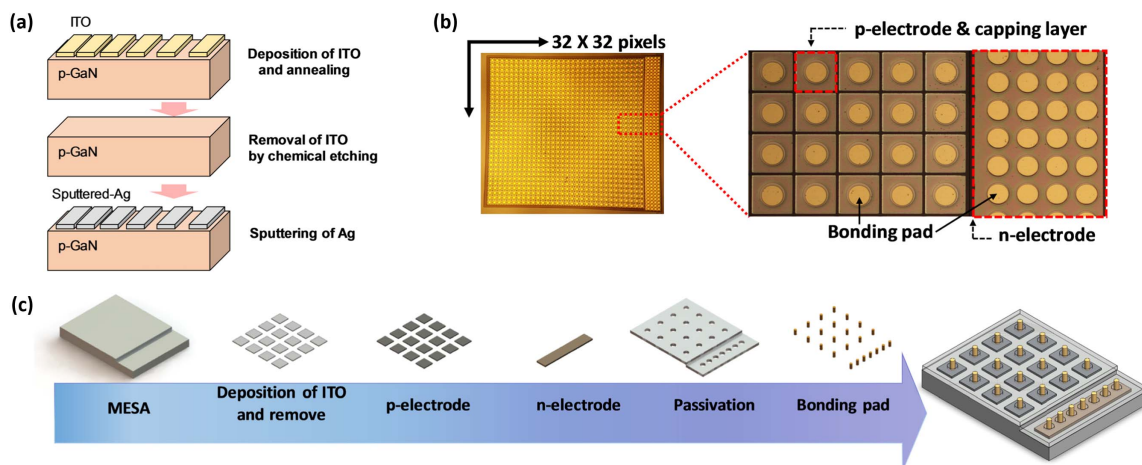 (a)
ITO
p-GaN
Deposition of ITO
and annealing
p-GaN
Removal of ITO
by chemical etching
Sputtered-Ag
p-GaN
Sputtering of Ag
(b)
32 X 32 pixels
p-electrode & capping layer
Bonding pad
n-electrode
(c)
MESA
Deposition of ITO
and remove
p-electrode
n-electrode
Passivation
Bonding pad